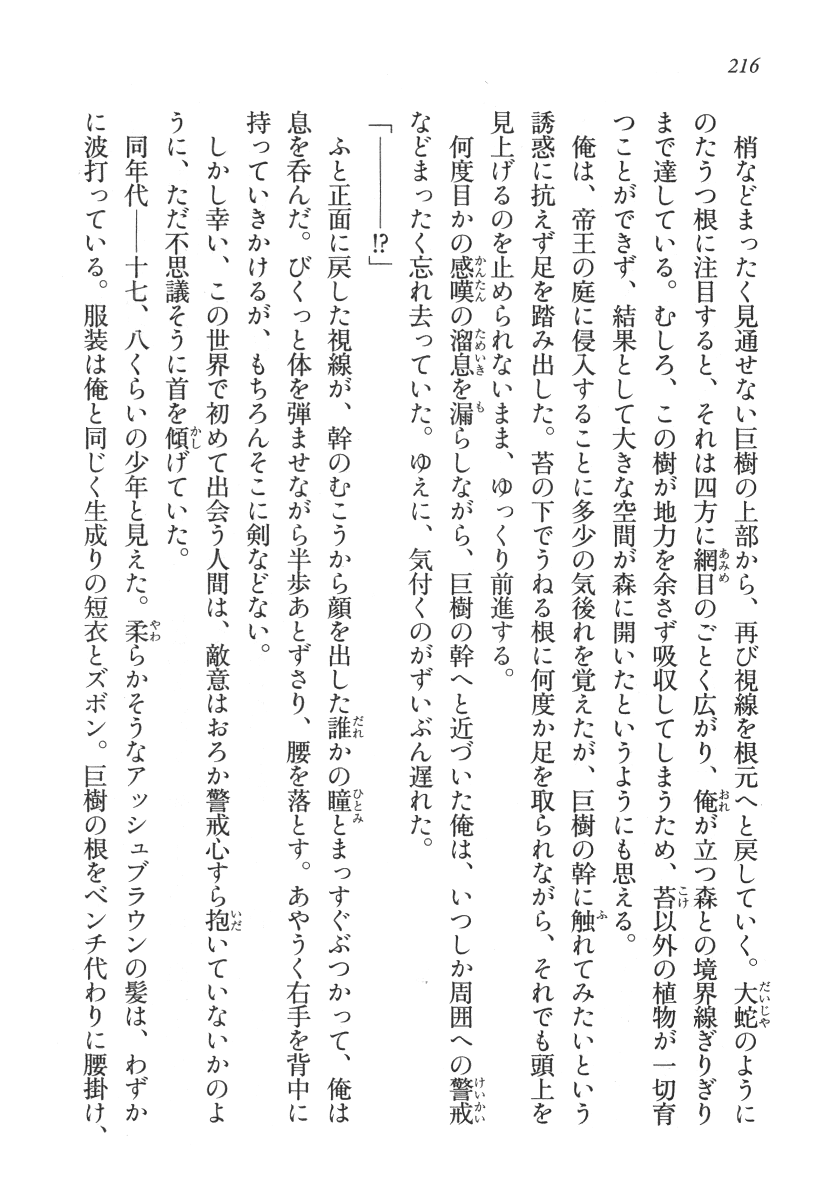 216
梢などまったく見通せない巨樹の上部から、再び視線を根元へと戻していく。大蛇のように
のたうつ根に注目すると、それは四方に網目のごとく広がり、俺が立つ森との境界線ぎりぎり
まで達している。むしろ、この樹が地力を余さず吸収してしまうため、苔以外の植物が一切育
つことができず、結果として大きな空間が森に開いたというようにも思える。
俺は、帝王の庭に侵入することに多少の気後れを覚えたが、巨樹の幹に触れてみたいという
誘惑に抗えず足を踏み出した。苔の下でうねる根に何度か足を取られながら、それでも頭上を
見上げるのを止められないまま、ゆっくり前進する。
何度目かの感嘆の溜息を漏らしながら、巨樹の幹へと近づいた俺は、いつしか周囲への警戒
などまったく忘れ去っていた。ゆえに、気付くのがずいぶん遅れた。
「————!?」
ふと正面に戻した視線が、幹のむこうから顔を出した誰かの瞳とまっすぐぶつかって、俺は
息を呑んだ。びくっと体を弾ませながら半歩あとずさり、腰を落とす。あやうく右手を背中に
持っていきかけるが、もちろんそこに剣などない。
しかし幸い、この世界で初めて出会う人間は、敵意はおろか警戒心すら抱いていないかのよ
うに、ただ不思議そうに首を傾げていた。
同年代——十七、八くらいの少年と見えた。柔らかそうなアッシュブラウンの髪は、わずか
に波打っている。服装は俺と同じく生成りの短衣とズボン。巨樹の根をベンチ代わりに腰掛け、